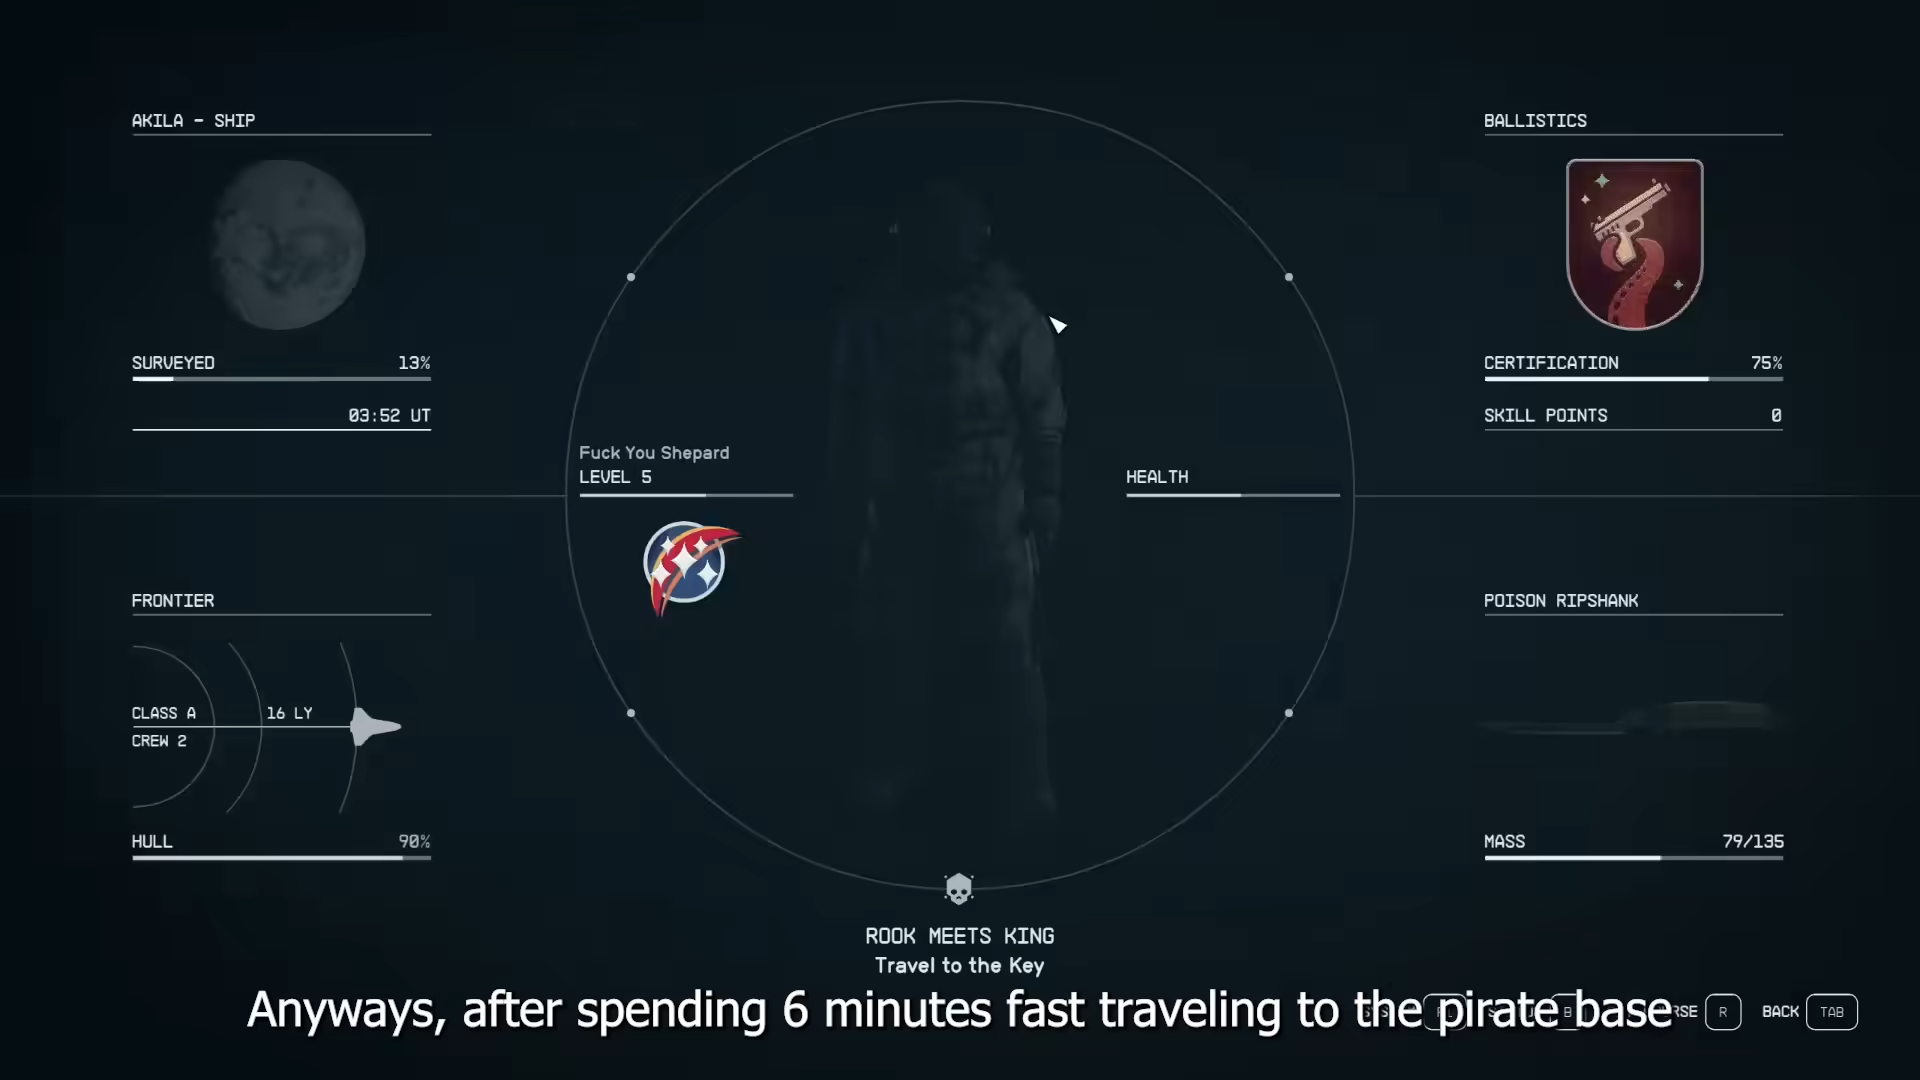 AKILA – SHIP
SURVEYED 13%
03:52 UT
BALLISTICS
CERTIFICATION 75%
SKILL POINTS 0
Fuck You Shepard
LEVEL 5
HEALTH
FRONTIER
CLASS A 16 LY
CREW 2
HULL 90%
POISON RIPSHANK
MASS 79/135
ROOK MEETS KING
Travel to the Key
Anyways, after spending 6 minutes fast traveling to the pirate base
R BACK TAB